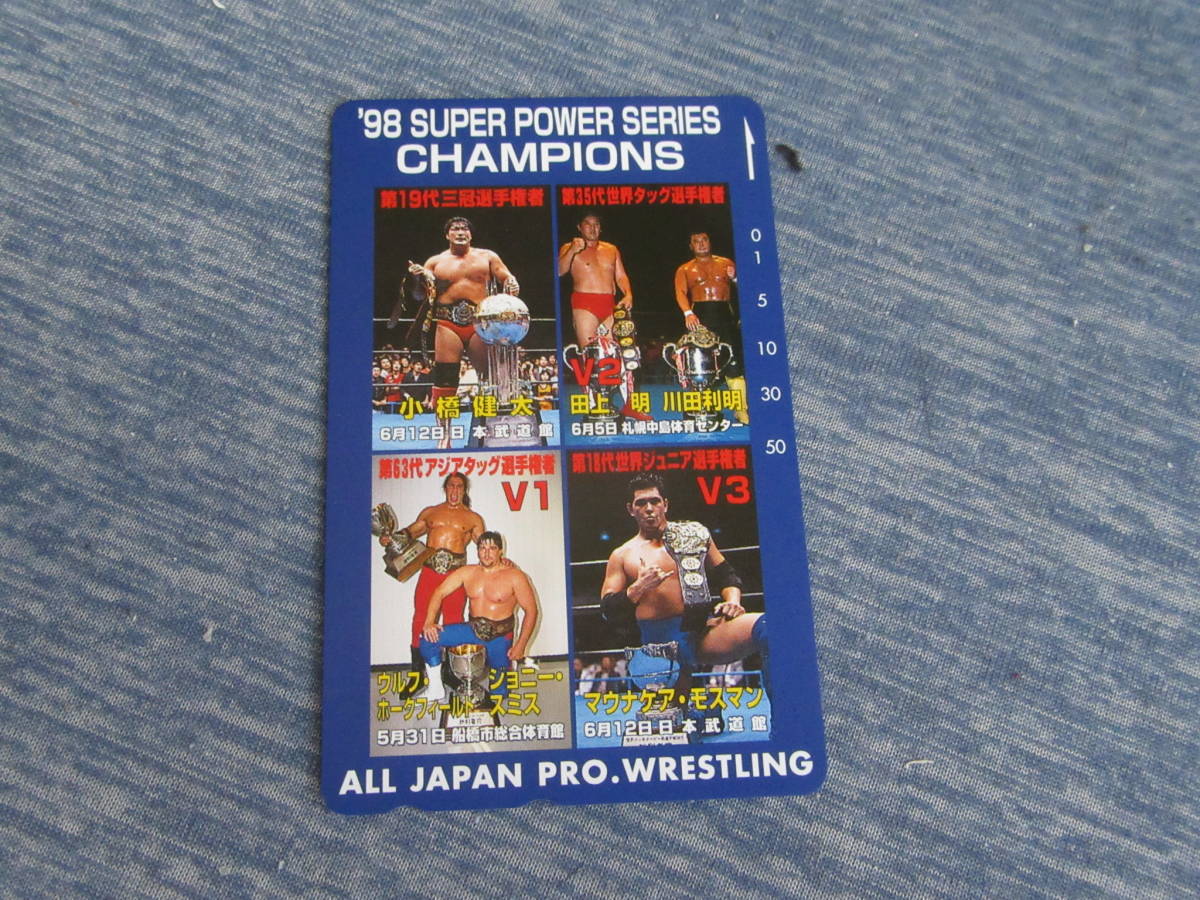 '98 SUPER POWER SERIES
CHAMPIONS
第19代三冠選手権者
小橋健太
6月12日日本武道館
第35代世界タッグ選手権者
V2
田上 明 川田利明
6月5日 札幌中島体育センター
第63代アジアタッグ選手権者
V1
ウルフ・
ホークフィールド
ショニー・
スミス
5月31日 船橋市総合体育館
第18代世界ジュニア選手権者
V3
マウナケア・モスマン
6月12日日本武道館
0
1
5
10
30
50
ALL JAPAN PRO.WRESTLING